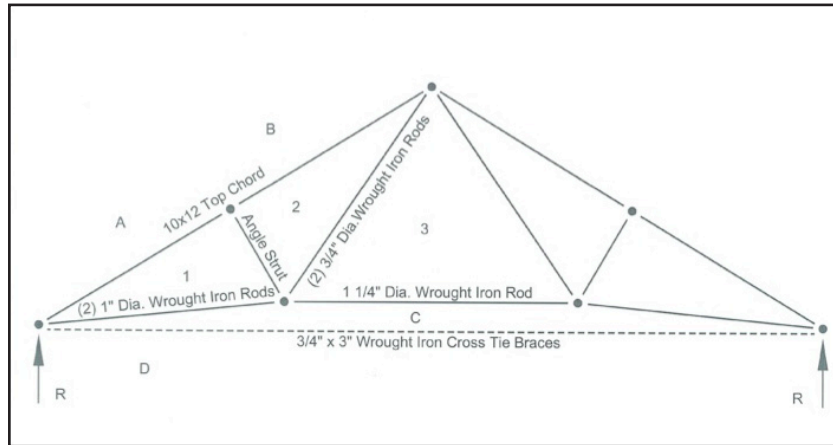 B
A
10x12 Top Chord
2
Angle Strut
(2) 3/4" Dia.Wrought Iron Rods
3
1
(2) 1" Dia. Wrought Iron Rods
1 1/4" Dia. Wrought Iron Rod
C
3/4" x 3" Wrought Iron Cross Tie Braces
D
R
R